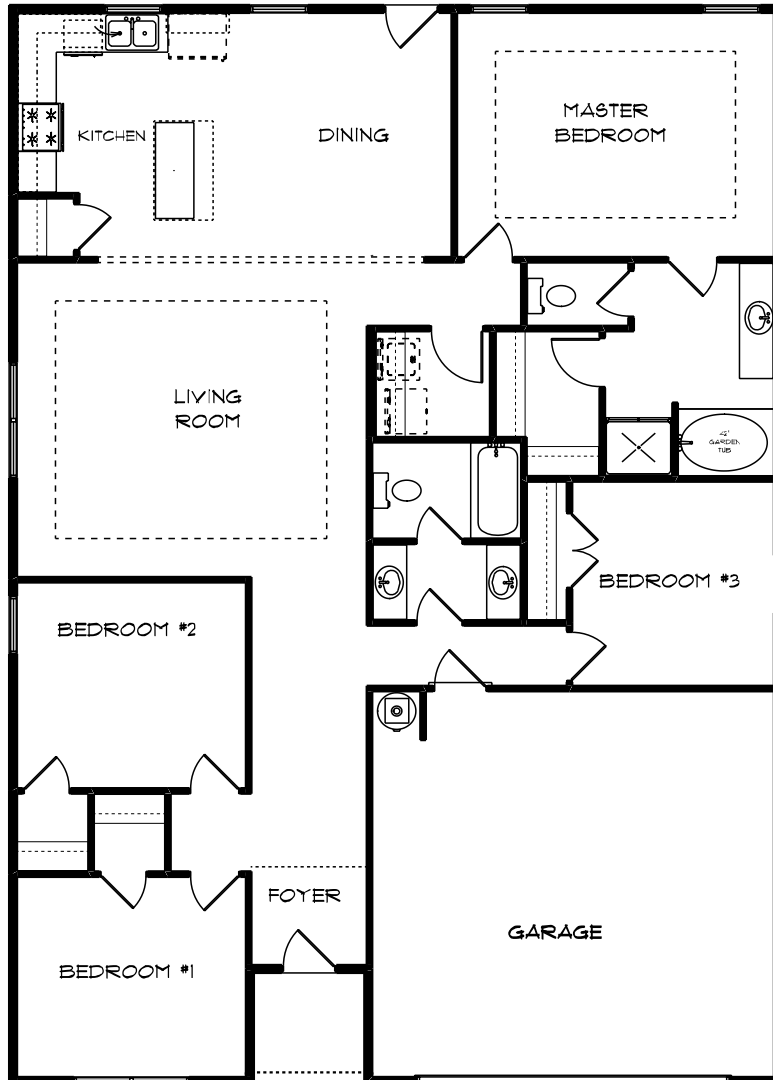 MASTER
BEDROOM
KITCHEN
DINING
LIVING
ROOM
42"
GARDEN
TUB
BEDROOM #3
BEDROOM #2
FOYER
GARAGE
BEDROOM #1